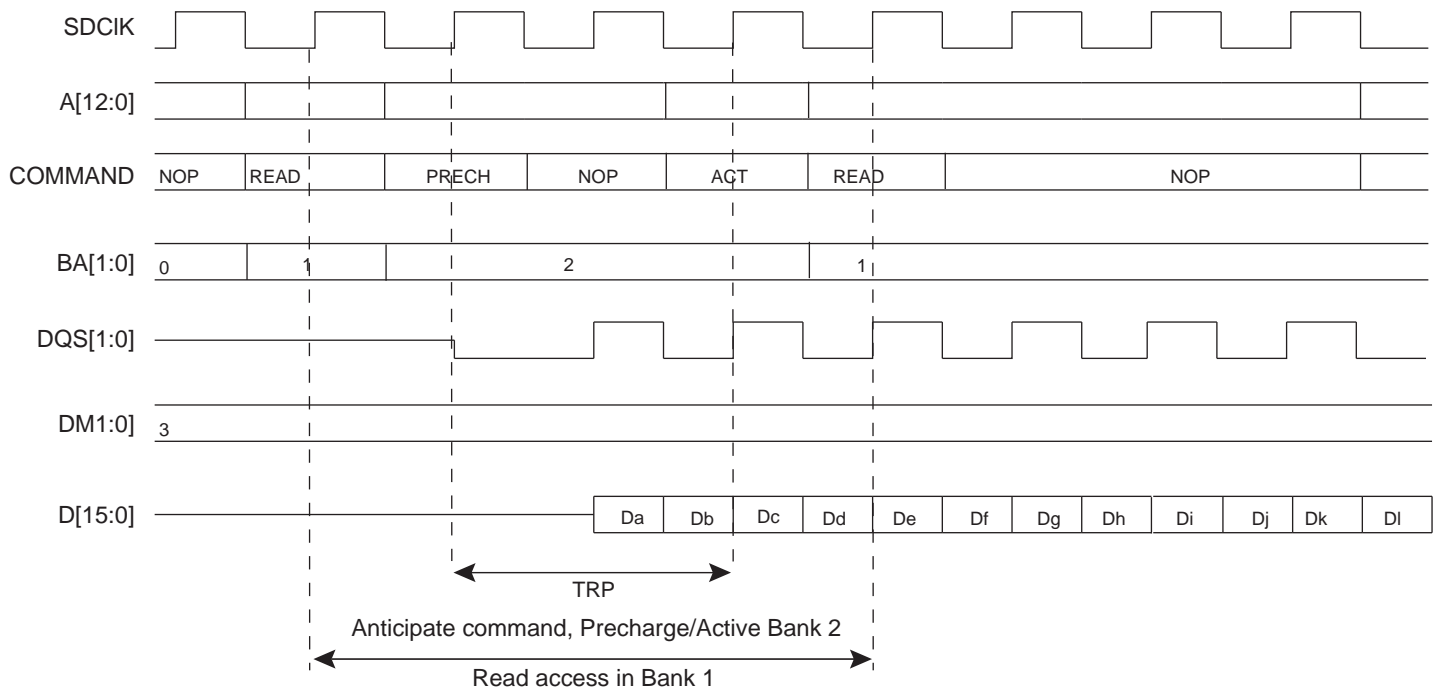 SDClK
A[12:0]
COMMAND NOP READ PRECH NOP ACT READ NOP
BA[1:0] 0 1 2 1
DQS[1:0]
DM1:0] 3
D[15:0] Da Db Dc Dd De Df Dg Dh Di Dj Dk Dl
TRP
Anticipate command, Precharge/Active Bank 2
Read access in Bank 1